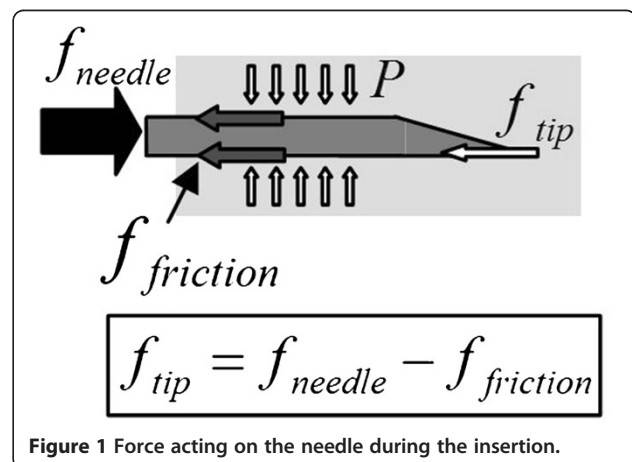 f_needle
P
f_tip
f_friction
f_tip = f_needle − f_friction
Figure 1 Force acting on the needle during the insertion.